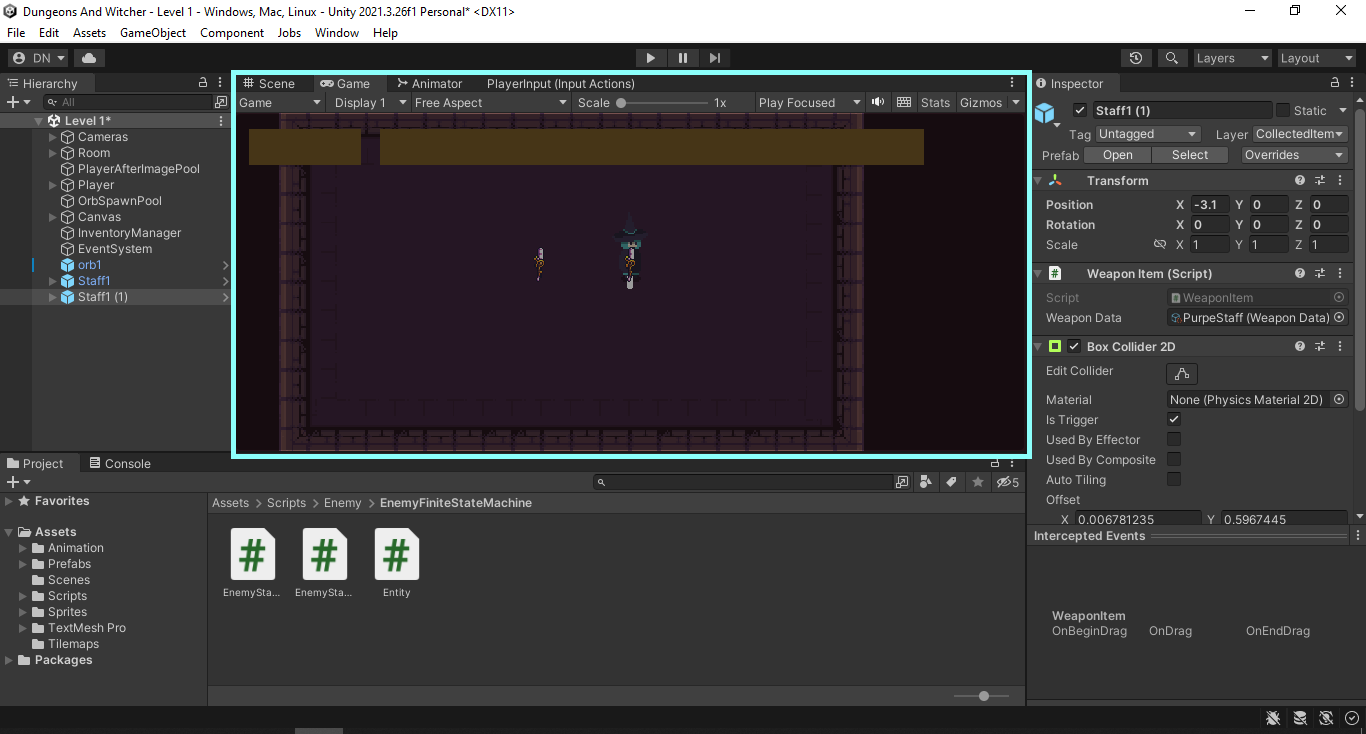 Dungeons And Witcher - Level 1 - Windows, Mac, Linux - Unity 2021.3.26f1 Personal* <DX11>
File Edit Assets GameObject Component Jobs Window Help
DN Layers Layout
Hierarchy
All
Level 1*
Cameras
Room
PlayerAfterImagePool
Player
OrbSpawnPool
Canvas
InventoryManager
EventSystem
orb1
Staff1
Staff1 (1)
Scene Game Animator PlayerInput (Input Actions)
Game Display 1 Free Aspect Scale 1x Play Focused Stats Gizmos
Inspector
Staff1 (1) Static
Tag Untagged Layer CollectedItem
Prefab Open Select Overrides
Transform
Position X -3.1 Y 0 Z 0
Rotation X 0 Y 0 Z 0
Scale X 1 Y 1 Z 1
Weapon Item (Script)
Script WeaponItem
Weapon Data PurpeStaff (Weapon Data)
Box Collider 2D
Edit Collider
Material None (Physics Material 2D)
Is Trigger
Used By Effector
Used By Composite
Auto Tiling
Offset
X 0.006781235 Y 0.5967445
Intercepted Events
WeaponItem
OnBeginDrag OnDrag OnEndDrag
Project Console
5
Favorites
Assets
Animation
Prefabs
Scenes
Scripts
Sprites
TextMesh Pro
Tilemaps
Packages
Assets > Scripts > Enemy > EnemyFiniteStateMachine
EnemySta... EnemySta... Entity